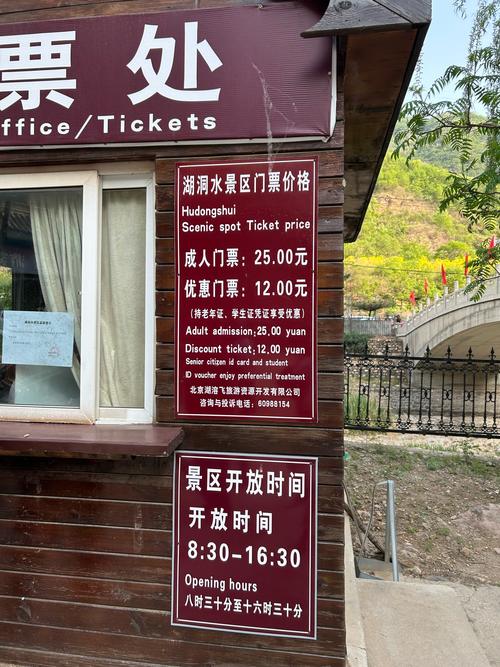 票处
ffice/Tickets
湖洞水景区门票价格
Hudongshui
Scenic spot Ticket price
成人门票：25.00元
优惠门票：12.00元
（持老年证、学生证凭证享受优惠）
Adult admission;25.00 yuan
Discount ticket;12.00 yuan
Senior citizen id card and student
ID voucher enjoy preferential treatment
北京湖溶飞旅游资源开发有限公司
咨询与投诉电话：60988154
景区开放时间
开放时间
8:30-16:30
Opening hours
八时三十分至十六时三十分